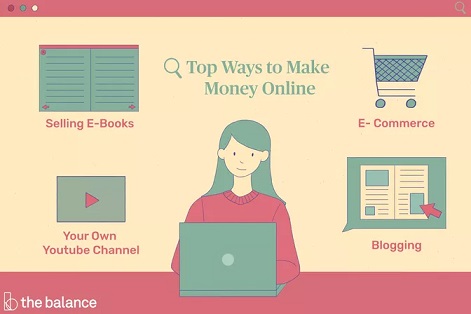 Top Ways to Make
Money Online
Selling E-Books
E- Commerce
Your Own
Youtube Channel
Blogging
the balance